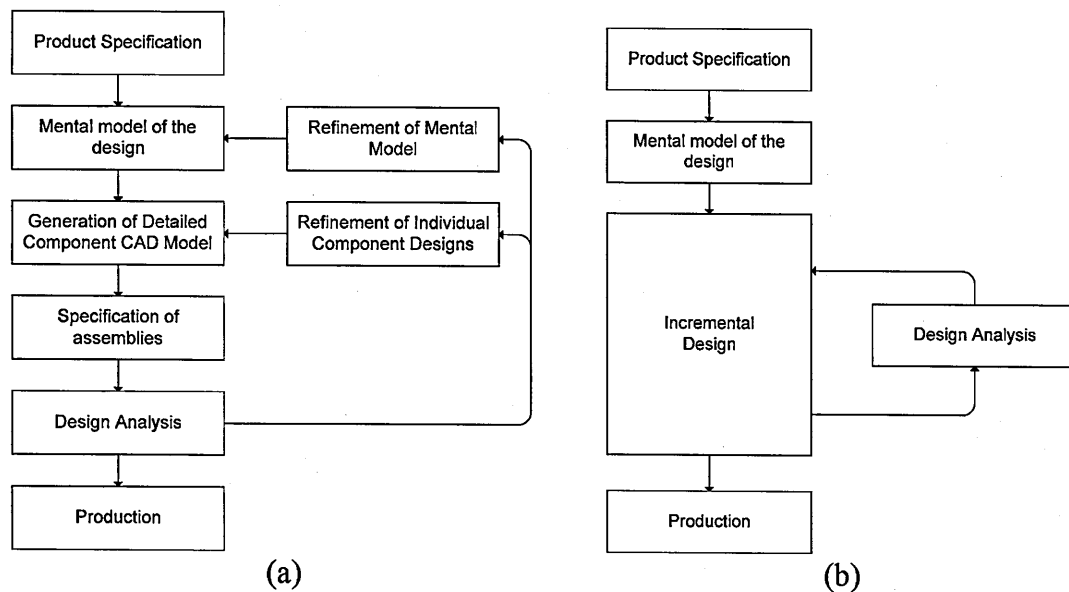 Product Specification
Mental model of the
design
Refinement of Mental
Model
Generation of Detailed
Component CAD Model
Refinement of Individual
Component Designs
Specification of
assemblies
Design Analysis
Production
(a)
Product Specification
Mental model of the
design
Incremental
Design
Design Analysis
Production
(b)